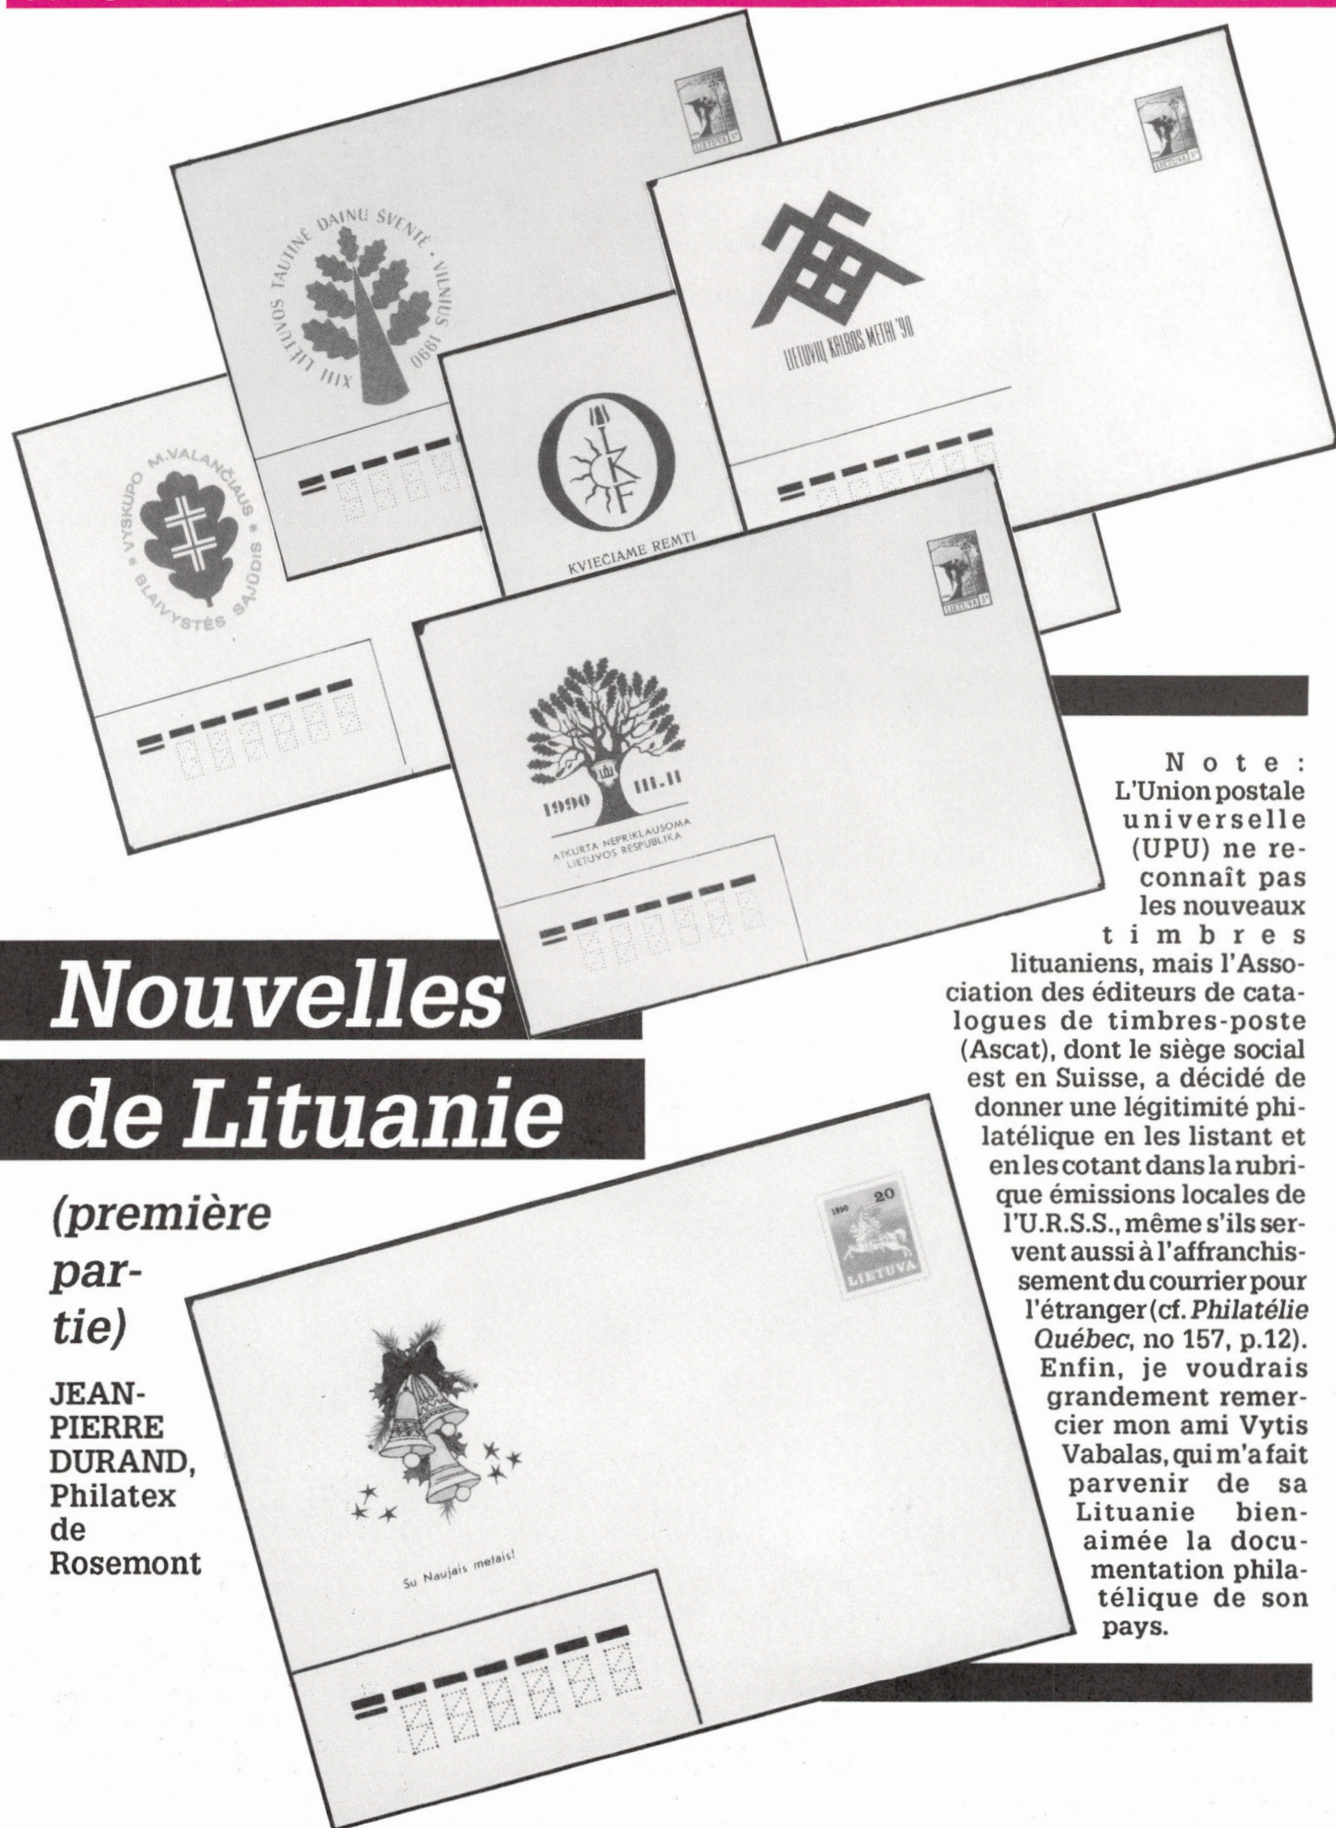 XIII LIETUVOS TAUTINĖ DAINŲ ŠVENTĖ • VILNIUS 1990
LIETUVA 5
LIETUVIŲ KALBOS METAI '90
LIETUVA 5
* VYSKUPO M.VALANČIAUS *
BLAIVYSTĖS SĄJŪDIS
OKF
KVIEČIAME REMTI
1990 III.11
ATKURTA NEPRIKLAUSOMA
LIETUVOS RESPUBLIKA
LIETUVA 5
Nouvelles
de Lituanie
(première
par-
tie)
JEAN-
PIERRE
DURAND,
Philatex
de
Rosemont
1990 20
LIETUVA
Su Naujais metais!
Note:
L'Union postale
universelle
(UPU) ne re-
connaît pas
les nouveaux
timbres
lituaniens, mais l'Asso-
ciation des éditeurs de cata-
logues de timbres-poste
(Ascat), dont le siège social
est en Suisse, a décidé de
donner une légitimité phi-
latélique en les listant et
en les cotant dans la rubri-
que émissions locales de
l'U.R.S.S., même s'ils ser-
vent aussi à l'affranchis-
sement du courrier pour
l'étranger (cf. Philatélie
Québec, no 157, p.12).
Enfin, je voudrais
grandement remer-
cier mon ami Vytis
Vabalas, qui m'a fait
parvenir de sa
Lituanie bien-
aimée la docu-
mentation phila-
télique de son
pays.